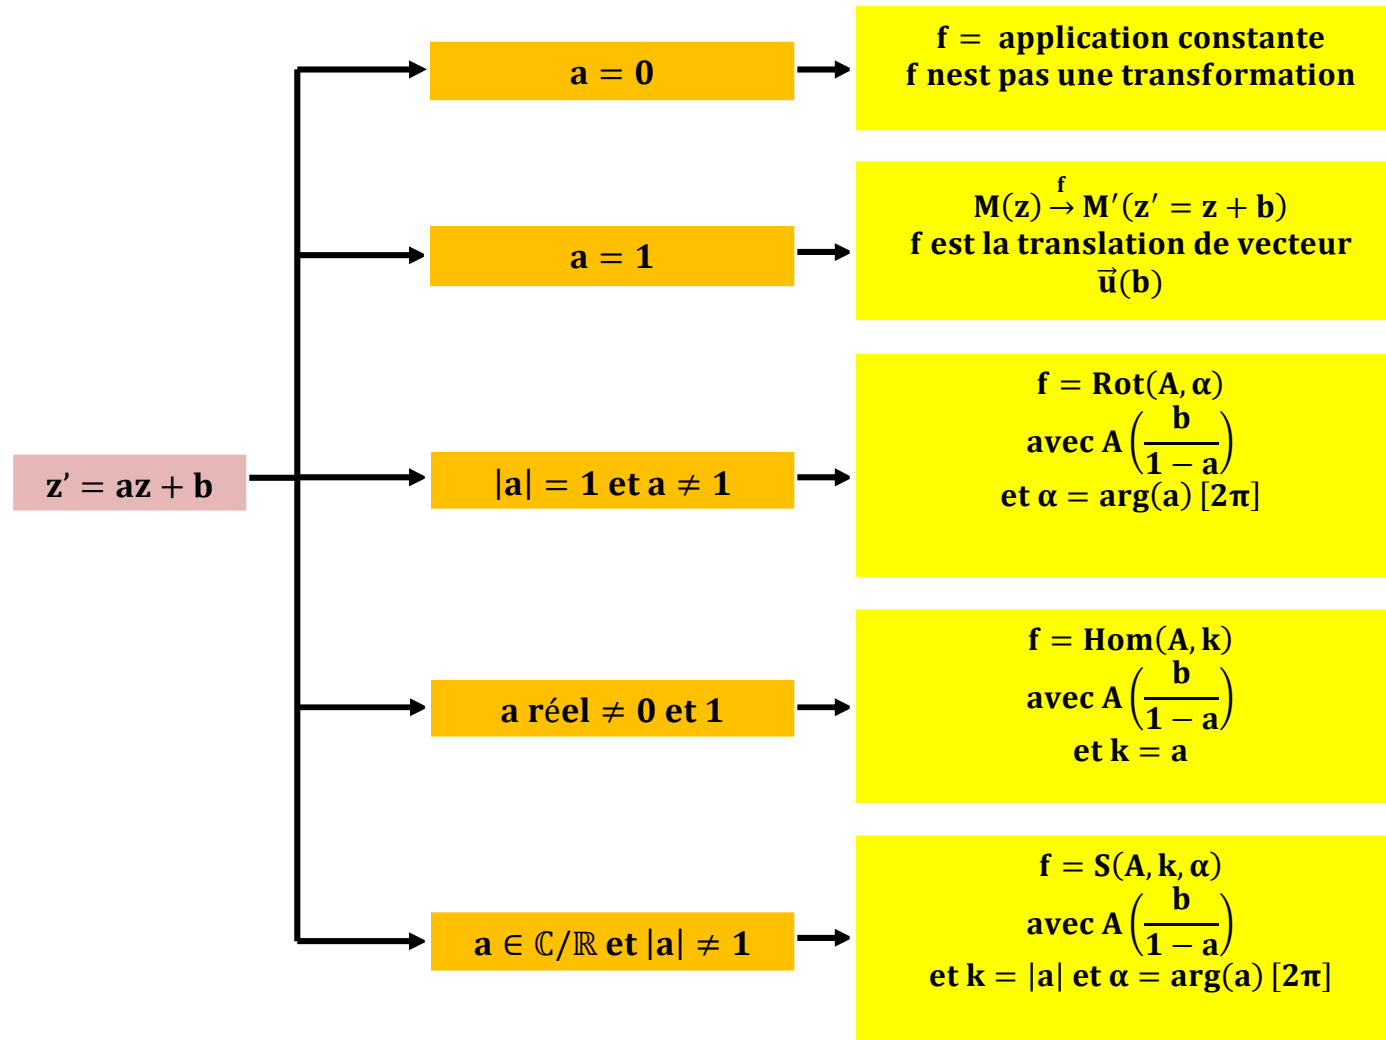 z’ = az + b
a = 0
f = application constante
f nest pas une transformation
a = 1
M(z) →^f M′(z′ = z + b)
f est la translation de vecteur
u⃗(b)
|a| = 1 et a ≠ 1
f = Rot(A, α)
avec A (b / (1 − a))
et α = arg(a) [2π]
a réel ≠ 0 et 1
f = Hom(A, k)
avec A (b / (1 − a))
et k = a
a ∈ ℂ/ℝ et |a| ≠ 1
f = S(A, k, α)
avec A (b / (1 − a))
et k = |a| et α = arg(a) [2π]